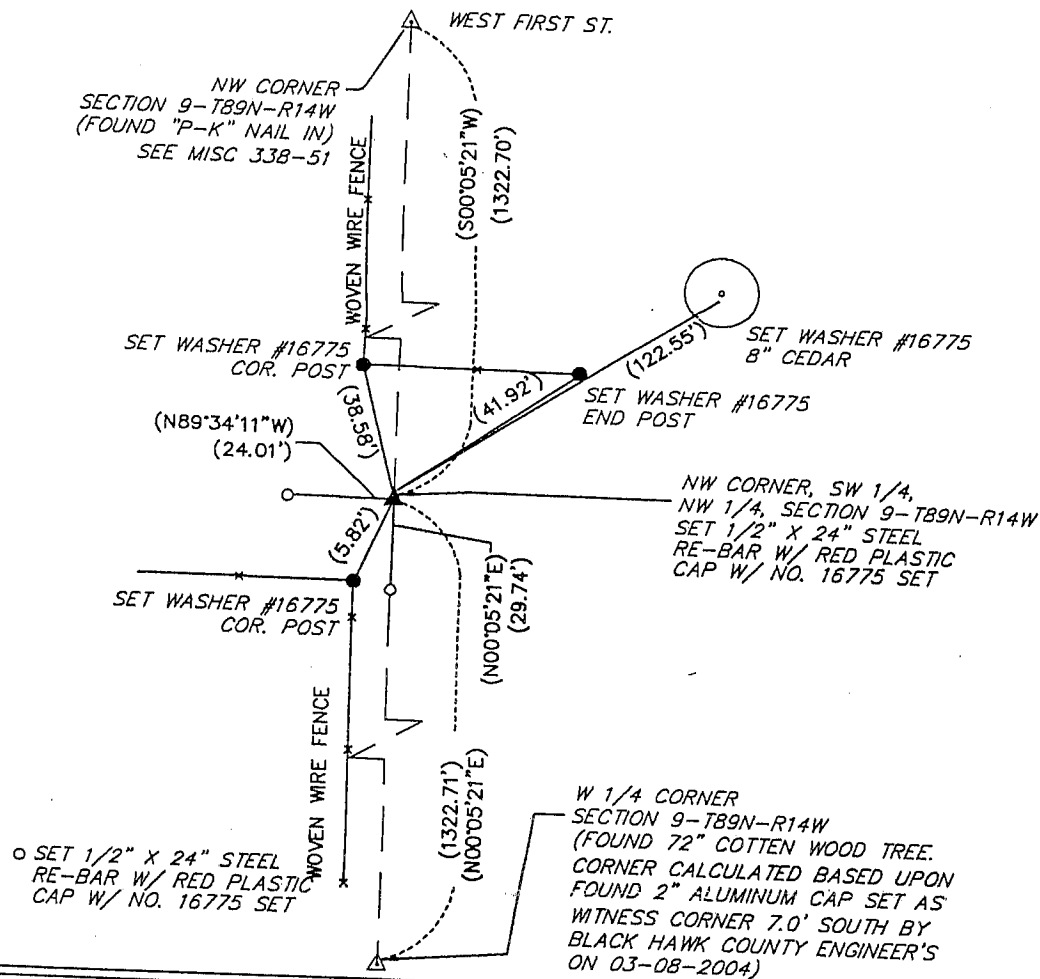 WEST FIRST ST.
NW CORNER
SECTION 9-T89N-R14W
(FOUND "P-K" NAIL IN)
SEE MISC 338-51
WOVEN WIRE FENCE
(S00°05'21"W)
(1322.70')
SET WASHER #16775
8" CEDAR
(122.55')
SET WASHER #16775
COR. POST
(41.92')
SET WASHER #16775
END POST
(38.58')
(N89°34'11"W)
(24.01')
NW CORNER, SW 1/4,
NW 1/4, SECTION 9-T89N-R14W
SET 1/2" X 24" STEEL
RE-BAR W/ RED PLASTIC
CAP W/ NO. 16775 SET
(5.82')
(N00°05'21"E)
(29.74')
SET WASHER #16775
COR. POST
WOVEN WIRE FENCE
(1322.71')
(N00°05'21"E)
W 1/4 CORNER
SECTION 9-T89N-R14W
(FOUND 72" COTTEN WOOD TREE.
CORNER CALCULATED BASED UPON
FOUND 2" ALUMINUM CAP SET AS
WITNESS CORNER 7.0' SOUTH BY
BLACK HAWK COUNTY ENGINEER'S
ON 03-08-2004)
SET 1/2" X 24" STEEL
RE-BAR W/ RED PLASTIC
CAP W/ NO. 16775 SET